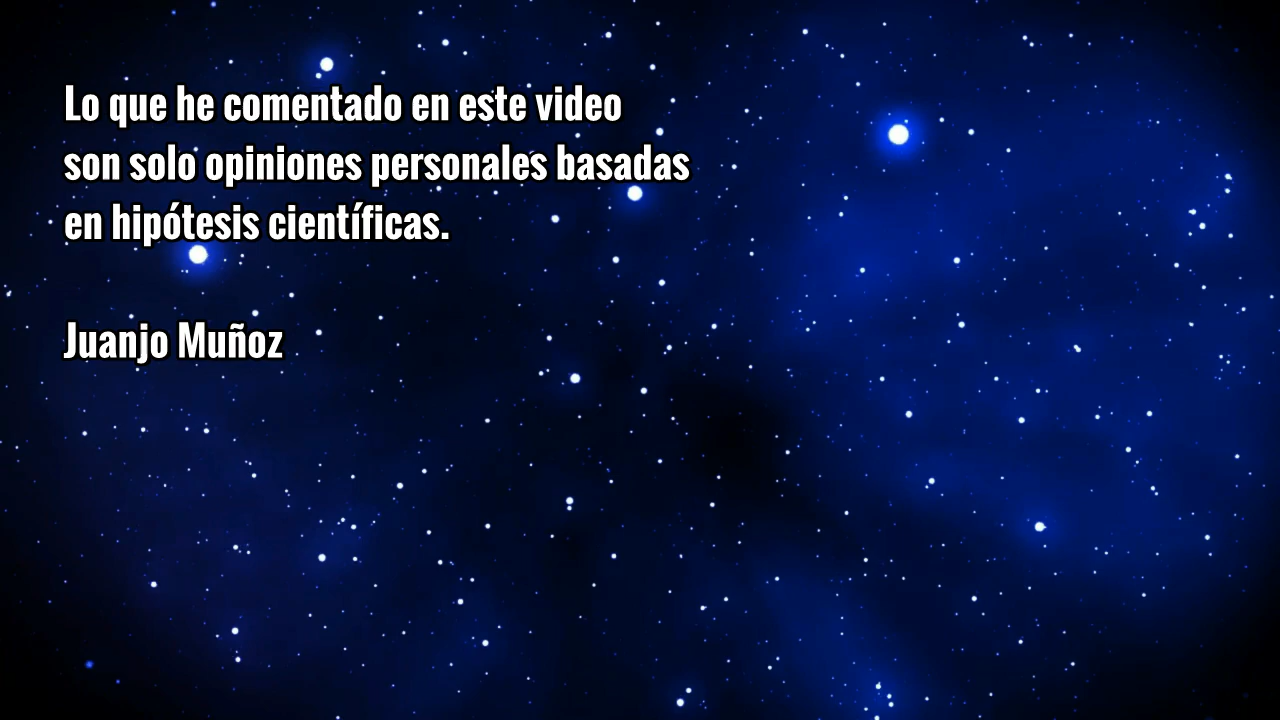 Lo que he comentado en este video
son solo opiniones personales basadas
en hipótesis científicas.
Juanjo Muñoz